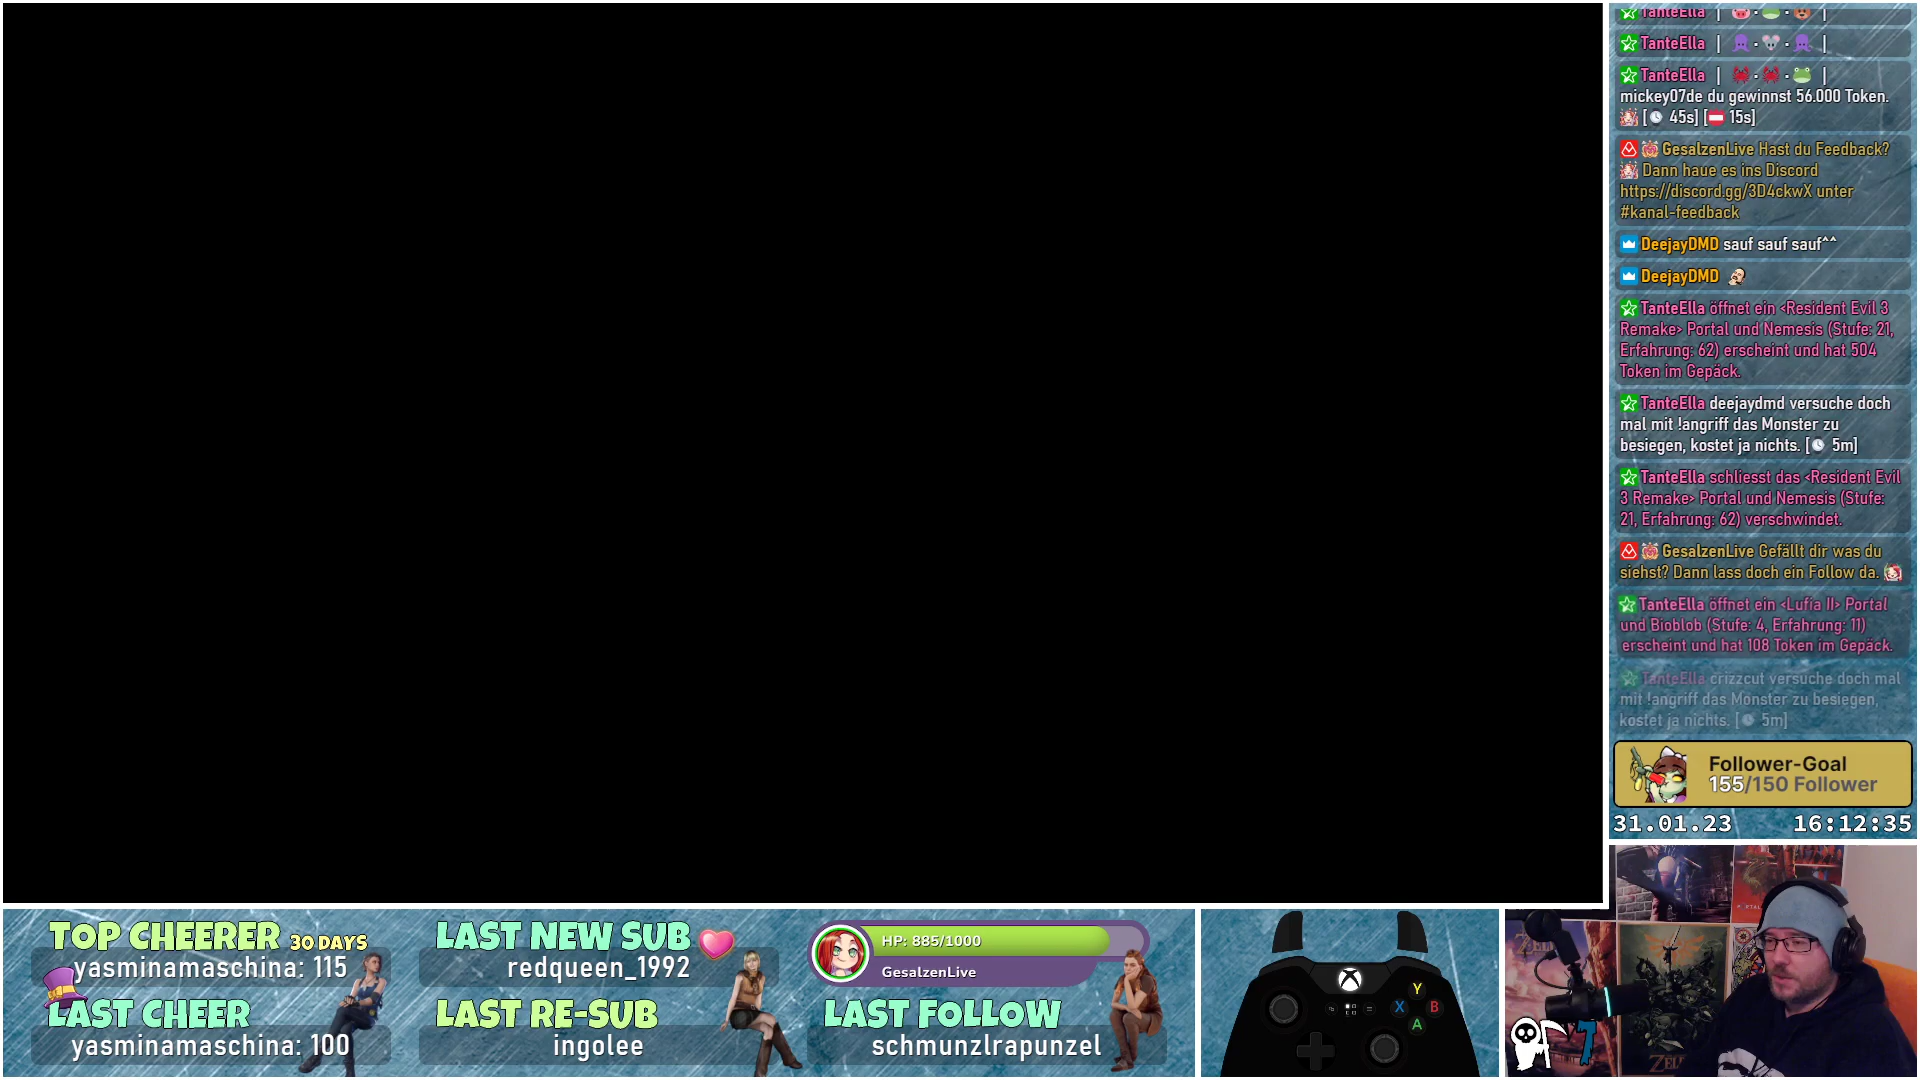 TanteElla | · · |
TanteElla | · · |
TanteElla | · · |
mickey07de du gewinnst 56.000 Token.
[ 45s] [ 15s]
GesalzenLive Hast du Feedback?
Dann haue es ins Discord
https://discord.gg/3D4ckwX unter
#kanal-feedback
DeejayDMD sauf sauf sauf^^
DeejayDMD
TanteElla öffnet ein <Resident Evil 3
Remake> Portal und Nemesis (Stufe: 21,
Erfahrung: 62) erscheint und hat 504
Token im Gepäck.
TanteElla deejaydmd versuche doch
mal mit !angriff das Monster zu
besiegen, kostet ja nichts. [ 5m]
TanteElla schliesst das <Resident Evil
3 Remake> Portal und Nemesis (Stufe:
21, Erfahrung: 62) verschwindet.
GesalzenLive Gefällt dir was du
siehst? Dann lass doch ein Follow da.
TanteElla öffnet ein <Lufia II> Portal
und Bioblob (Stufe: 4, Erfahrung: 11)
erscheint und hat 108 Token im Gepäck.
TanteElla crizzcut versuche doch mal
mit !angriff das Monster zu besiegen,
kostet ja nichts. [ 5m]
Follower-Goal
155/150 Follower
31.01.23 16:12:35
TOP CHEERER 30 DAYS
yasminamaschina: 115
LAST CHEER
yasminamaschina: 100
LAST NEW SUB
redqueen_1992
LAST RE-SUB
ingolee
HP: 885/1000
GesalzenLive
LAST FOLLOW
schmunzlrapunzel
Y
X
B
A